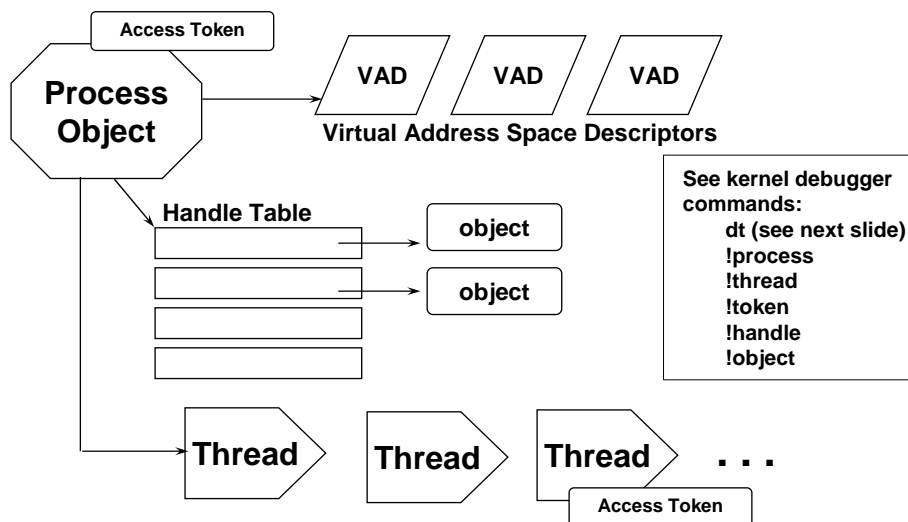 Access Token
Process
Object
VAD
VAD
VAD
Virtual Address Space Descriptors
See kernel debugger
commands:
dt (see next slide)
!process
!thread
!token
!handle
!object
Handle Table
object
object
Thread
Thread
Thread
. . .
Access Token